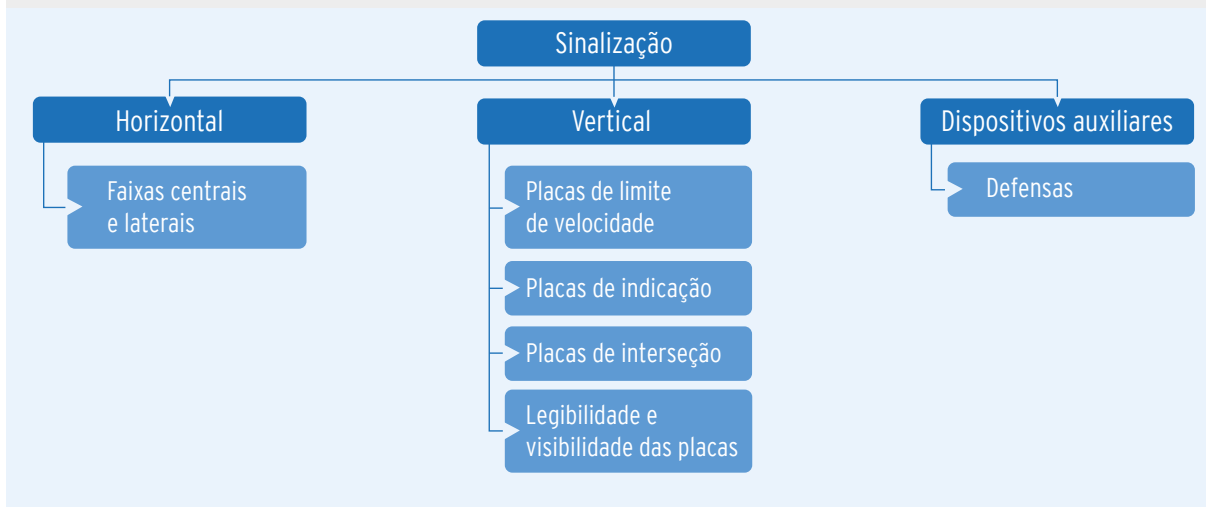 Sinalização
Horizontal
Faixas centrais
e laterais
Vertical
Placas de limite
de velocidade
Placas de indicação
Placas de interseção
Legibilidade e
visibilidade das placas
Dispositivos auxiliares
Defensas